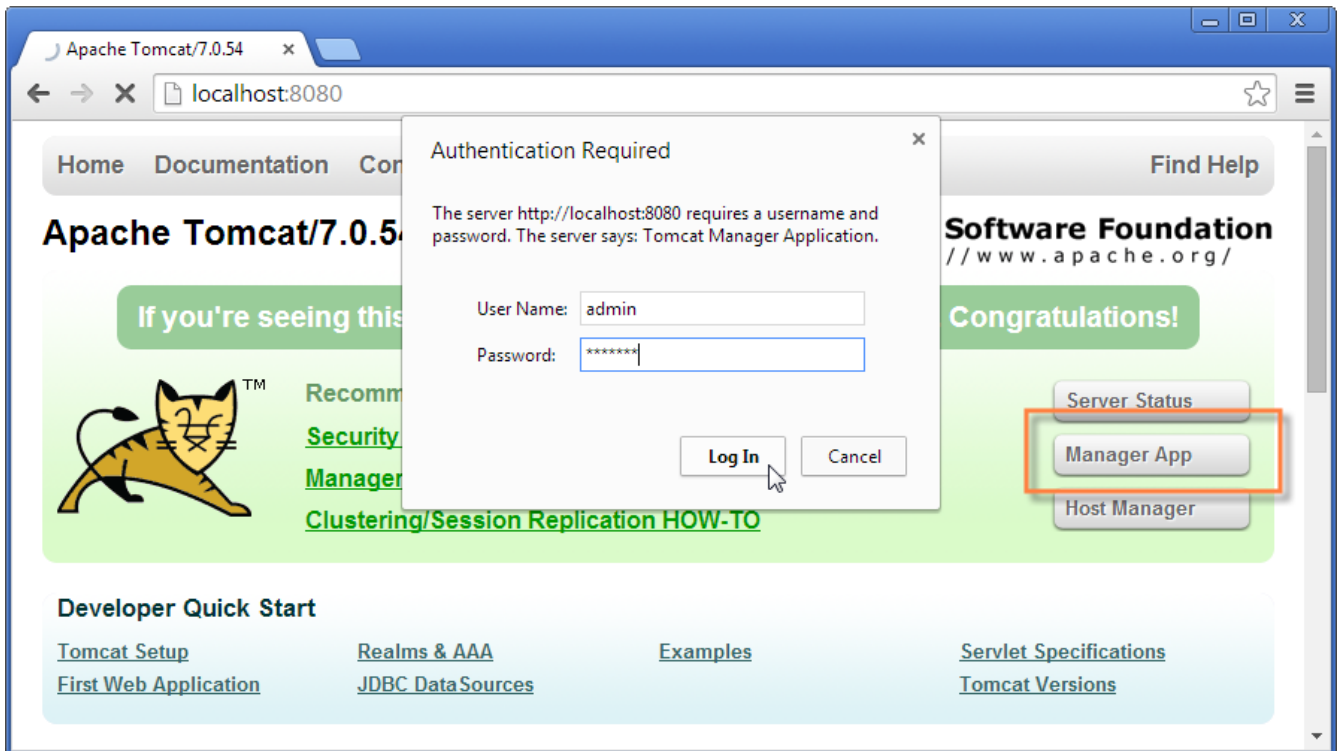 Apache Tomcat/7.0.54
localhost:8080
Home Documentation Con Find Help
Authentication Required
The server http://localhost:8080 requires a username and
password. The server says: Tomcat Manager Application.
User Name: admin
Password: *******
Log In Cancel
Apache Tomcat/7.0.54
Software Foundation
//www.apache.org/
If you're seeing this Congratulations!
TM
Recomm
Security
Manager
Clustering/Session Replication HOW-TO
Server Status
Manager App
Host Manager
Developer Quick Start
Tomcat Setup Realms & AAA Examples Servlet Specifications
First Web Application JDBC DataSources Tomcat Versions